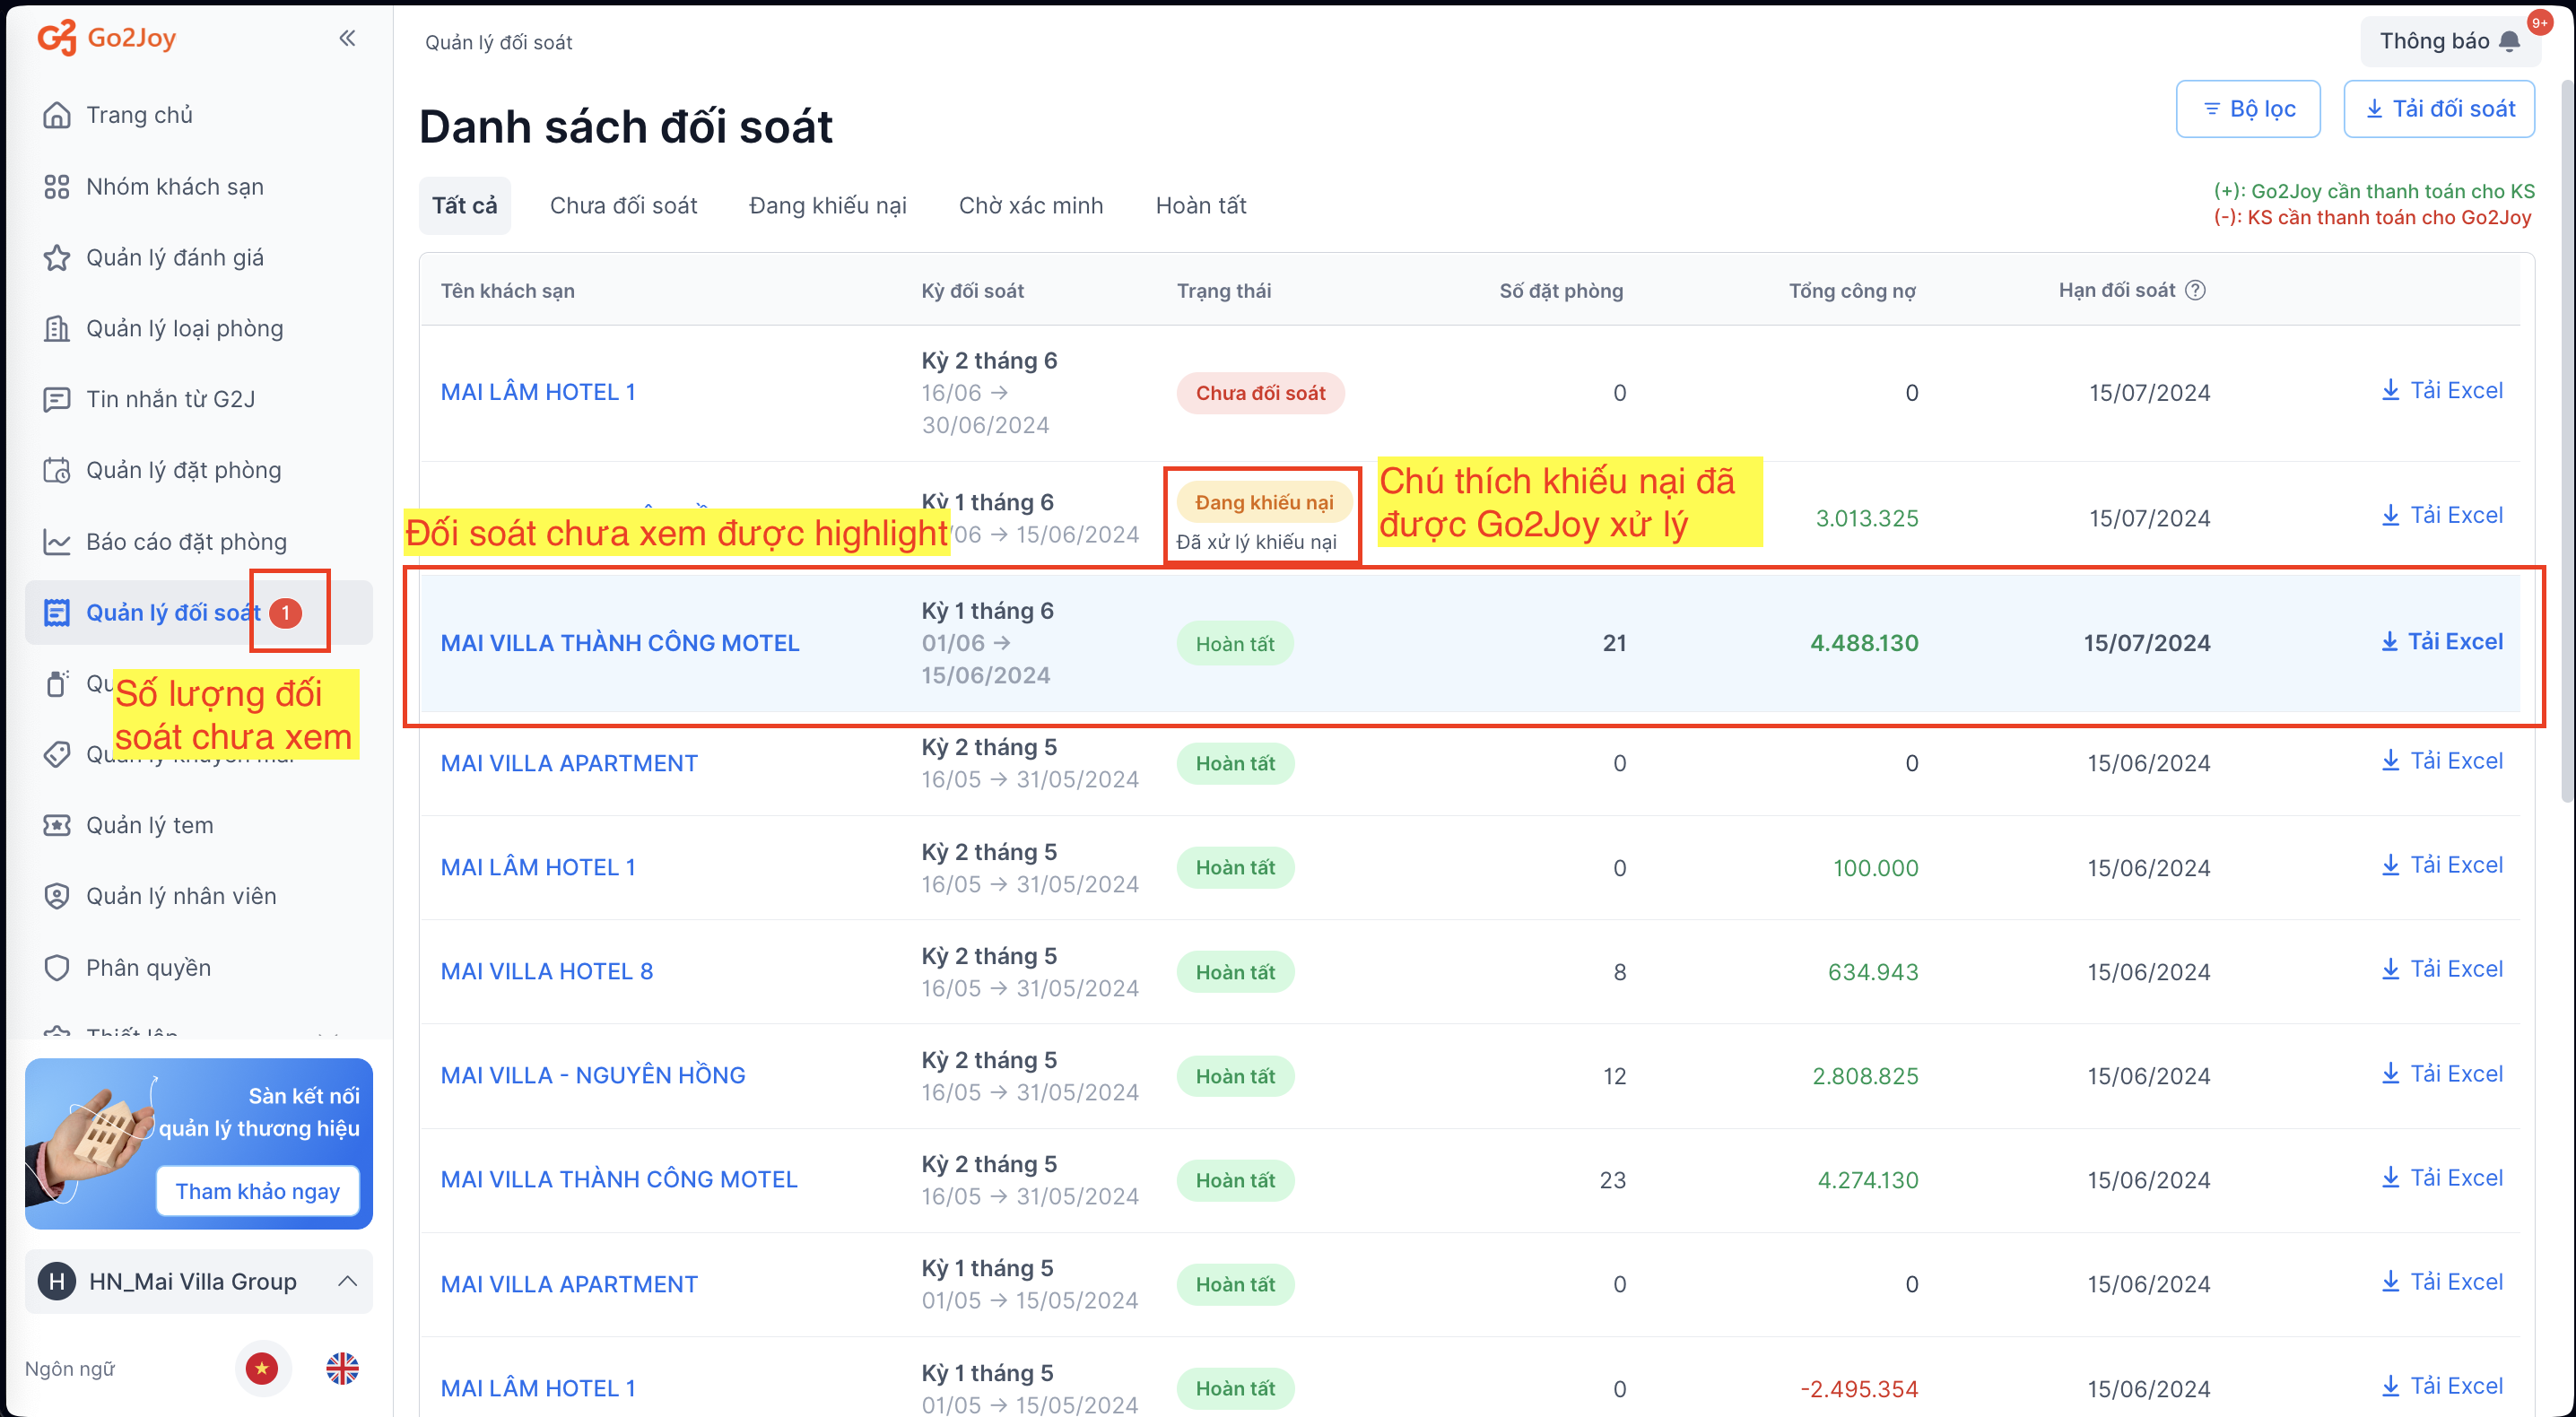 Go2Joy
Trang chủ
Nhóm khách sạn
Quản lý đánh giá
Quản lý loại phòng
Tin nhắn từ G2J
Quản lý đặt phòng
Báo cáo đặt phòng
Quản lý đối soát 1
Số lượng đối
soát chưa xem
Quản lý tem
Quản lý nhân viên
Phân quyền
Sàn kết nối
quản lý thương hiệu
Tham khảo ngay
H HN_Mai Villa Group
Ngôn ngữ
Quản lý đối soát
Thông báo 9+
Danh sách đối soát
Bộ lọc
Tải đối soát
Tất cả Chưa đối soát Đang khiếu nại Chờ xác minh Hoàn tất
(+): Go2Joy cần thanh toán cho KS
(-): KS cần thanh toán cho Go2Joy
Tên khách sạn Kỳ đối soát Trạng thái Số đặt phòng Tổng công nợ Hạn đối soát ?
Kỳ 2 tháng 6
MAI LÂM HOTEL 1 16/06 → Chưa đối soát 0 0 15/07/2024 Tải Excel
30/06/2024
Kỳ 1 tháng 6 Đang khiếu nại
/06 → 15/06/2024 Đã xử lý khiếu nại 3.013.325 15/07/2024 Tải Excel
Đối soát chưa xem được highlight
Chú thích khiếu nại đã
được Go2Joy xử lý
Kỳ 1 tháng 6
MAI VILLA THÀNH CÔNG MOTEL 01/06 → Hoàn tất 21 4.488.130 15/07/2024 Tải Excel
15/06/2024
Kỳ 2 tháng 5
MAI VILLA APARTMENT 16/05 → 31/05/2024 Hoàn tất 0 0 15/06/2024 Tải Excel
Kỳ 2 tháng 5
MAI LÂM HOTEL 1 16/05 → 31/05/2024 Hoàn tất 0 100.000 15/06/2024 Tải Excel
Kỳ 2 tháng 5
MAI VILLA HOTEL 8 16/05 → 31/05/2024 Hoàn tất 8 634.943 15/06/2024 Tải Excel
Kỳ 2 tháng 5
MAI VILLA - NGUYÊN HỒNG 16/05 → 31/05/2024 Hoàn tất 12 2.808.825 15/06/2024 Tải Excel
Kỳ 2 tháng 5
MAI VILLA THÀNH CÔNG MOTEL 16/05 → 31/05/2024 Hoàn tất 23 4.274.130 15/06/2024 Tải Excel
Kỳ 1 tháng 5
MAI VILLA APARTMENT 01/05 → 15/05/2024 Hoàn tất 0 0 15/06/2024 Tải Excel
Kỳ 1 tháng 5
MAI LÂM HOTEL 1 01/05 → 15/05/2024 Hoàn tất 0 -2.495.354 15/06/2024 Tải Excel